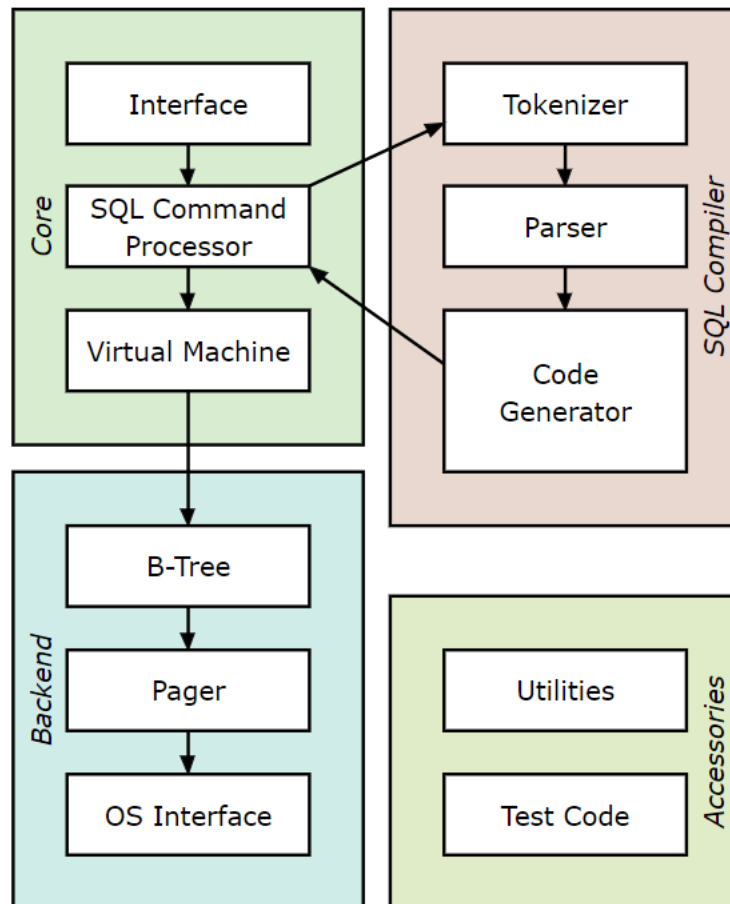 Core
Interface
SQL Command
Processor
Virtual Machine
SQL Compiler
Tokenizer
Parser
Code
Generator
Backend
B-Tree
Pager
OS Interface
Accessories
Utilities
Test Code